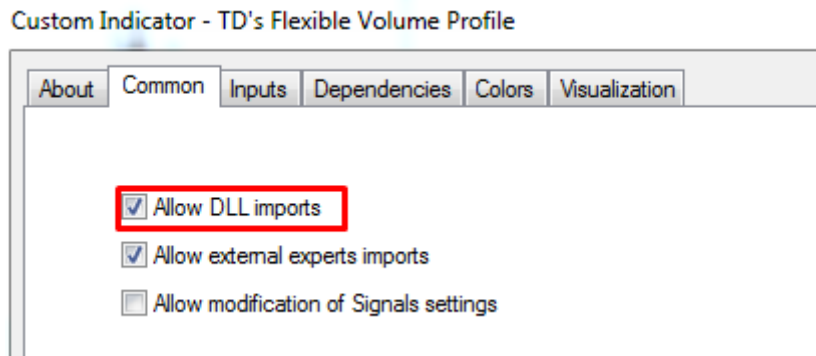 Custom Indicator - TD's Flexible Volume Profile
About Common Inputs Dependencies Colors Visualization
Allow DLL imports
Allow external experts imports
Allow modification of Signals settings